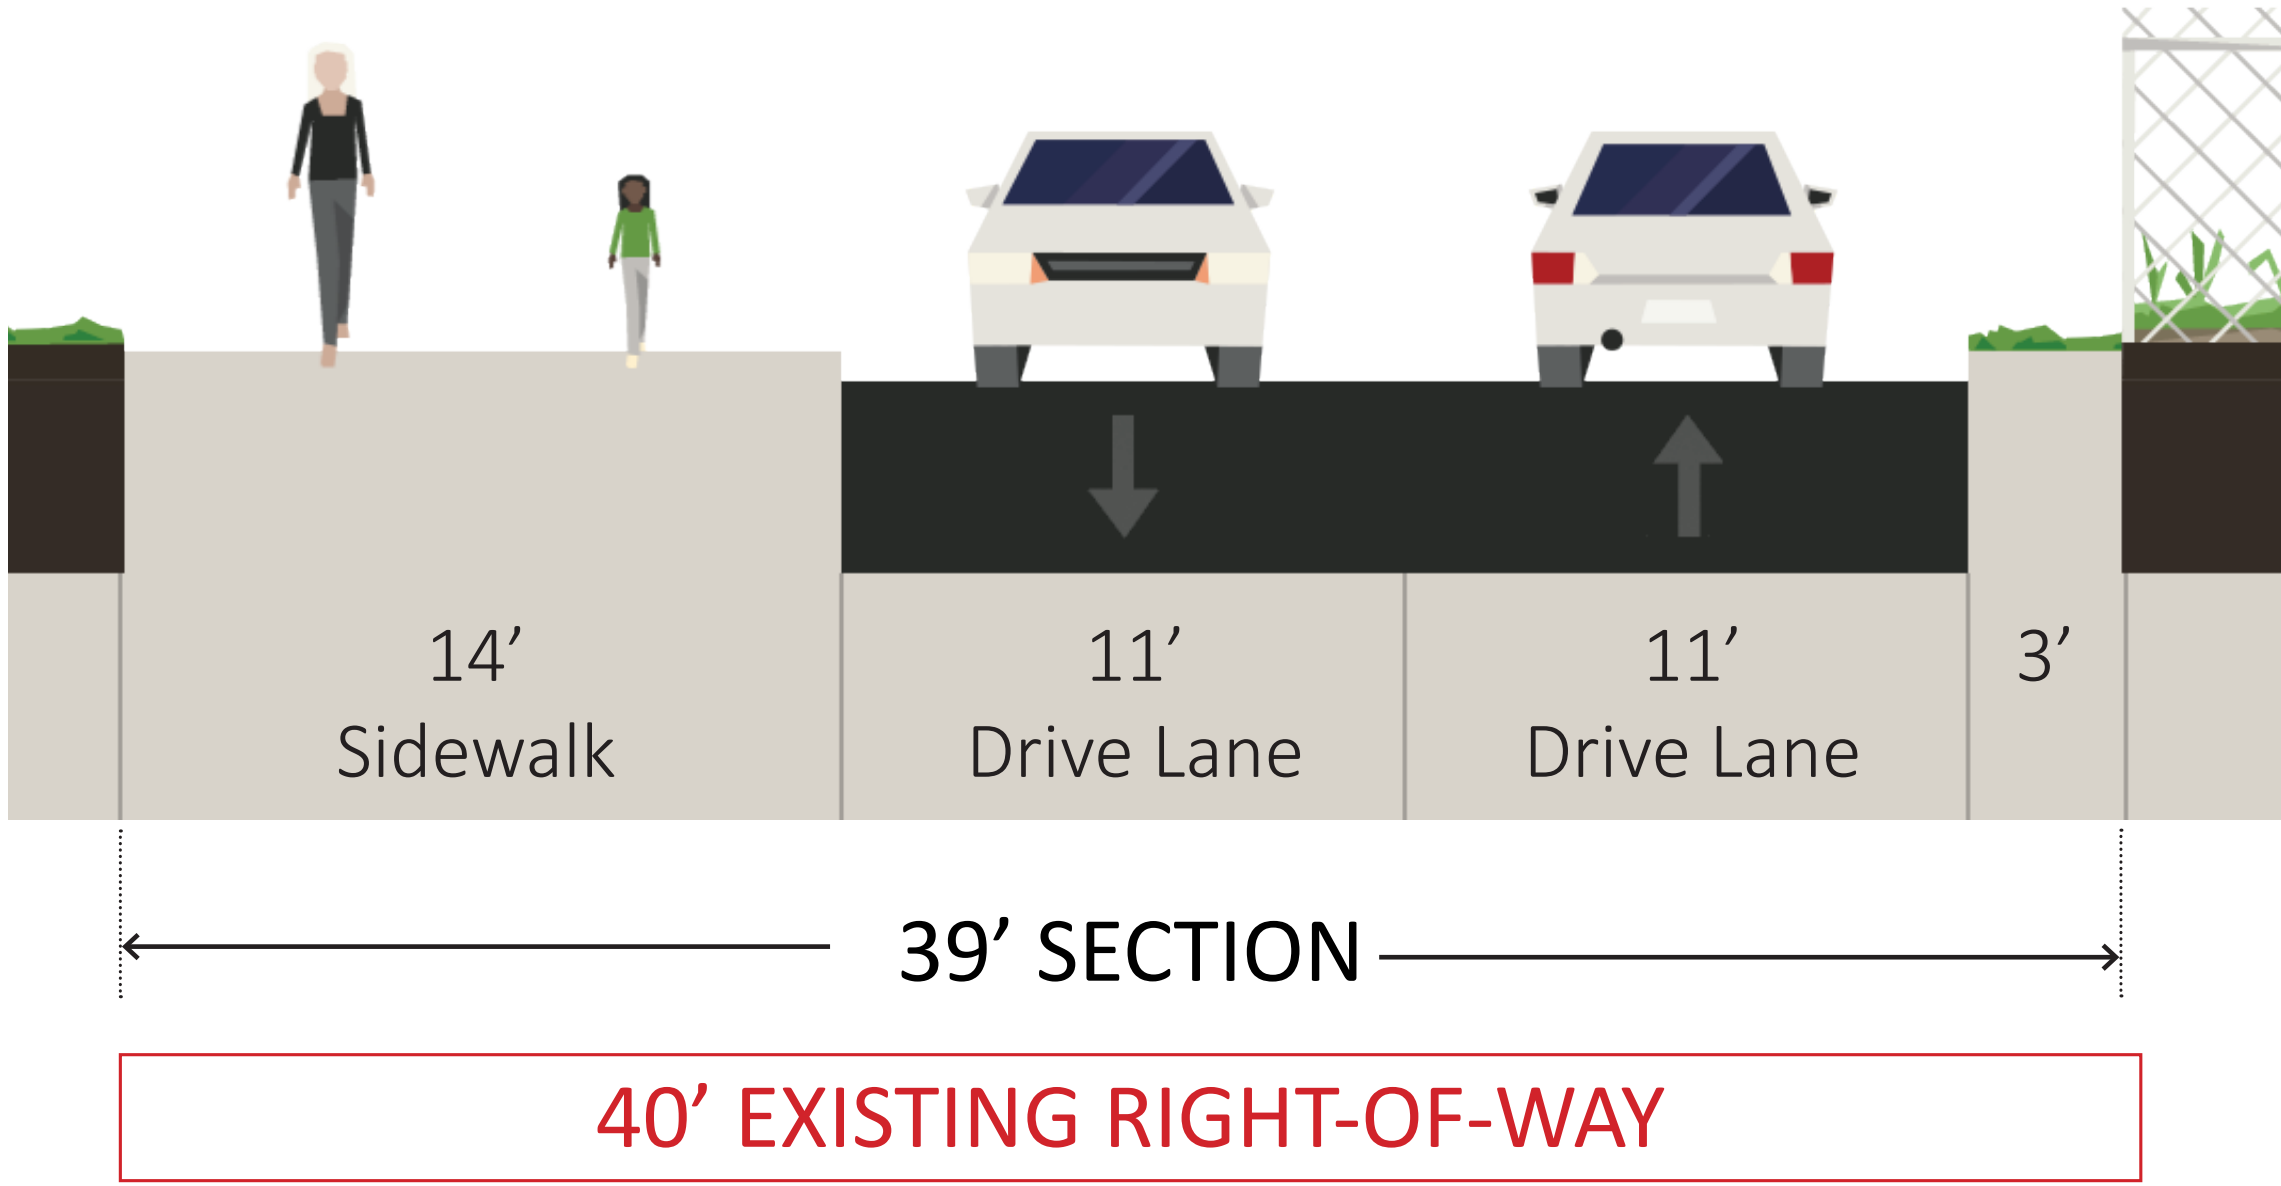 14’
Sidewalk
11’
Drive Lane
11’
Drive Lane
3’
39’ SECTION
40’ EXISTING RIGHT-OF-WAY